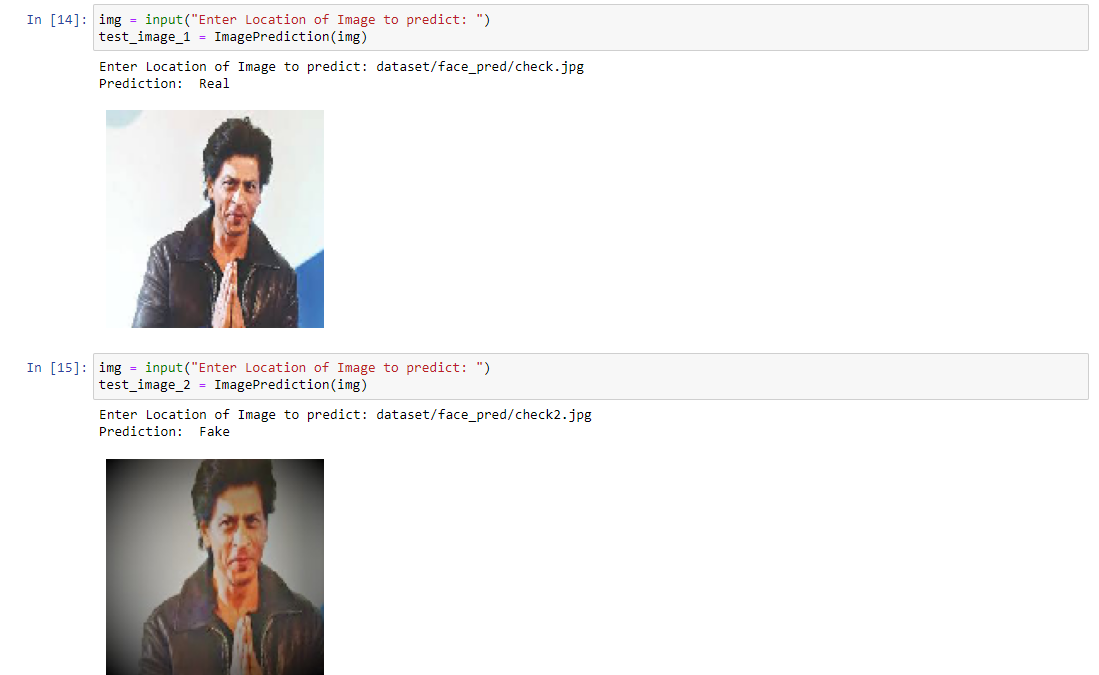 In [14]: img = input("Enter Location of Image to predict: ")
test_image_1 = ImagePrediction(img)
Enter Location of Image to predict: dataset/face_pred/check.jpg
Prediction:  Real
In [15]: img = input("Enter Location of Image to predict: ")
test_image_2 = ImagePrediction(img)
Enter Location of Image to predict: dataset/face_pred/check2.jpg
Prediction:  Fake